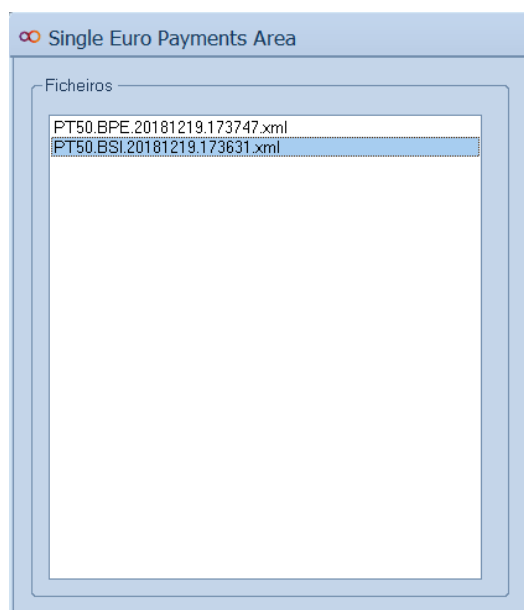 Single Euro Payments Area
Ficheiros
PT50.BPE.20181219.173747.xml
PT50.BSI.20181219.173631.xml